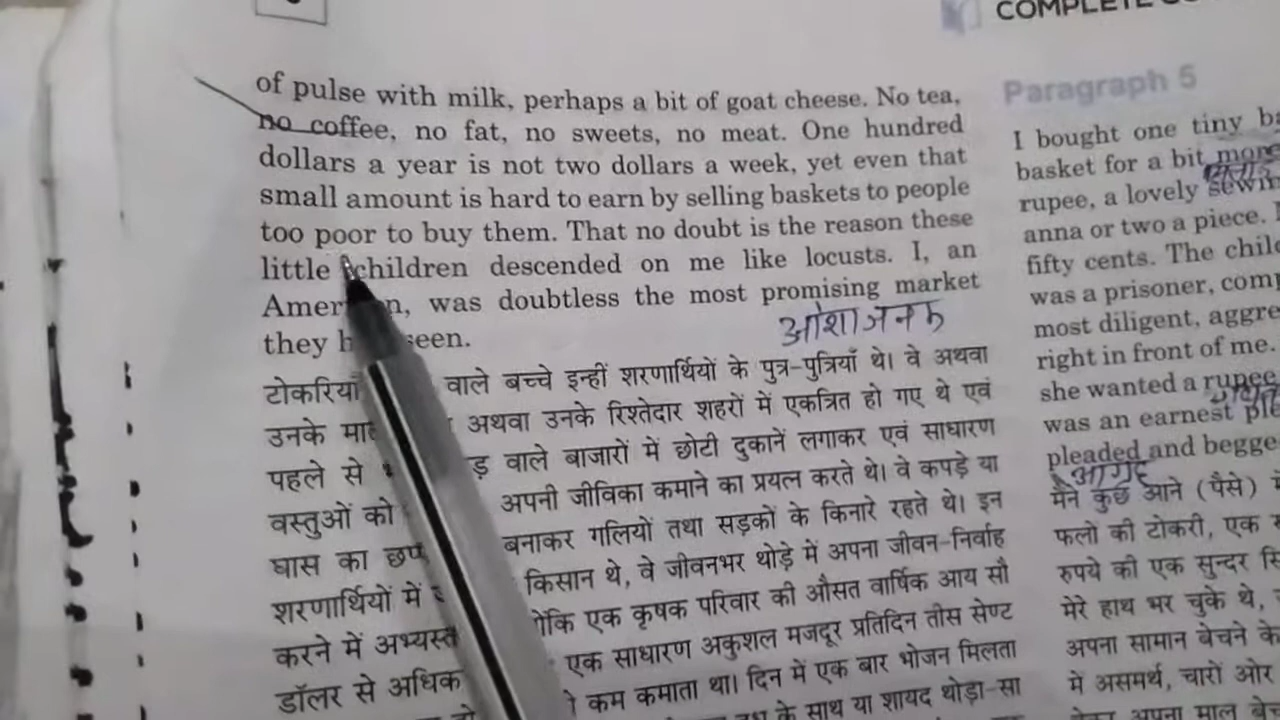 COMPLETE
of pulse with milk, perhaps a bit of goat cheese. No tea,
no coffee, no fat, no sweets, no meat. One hundred
dollars a year is not two dollars a week, yet even that
small amount is hard to earn by selling baskets to people
too poor to buy them. That no doubt is the reason these
little children descended on me like locusts. I, an
was doubtless the most promising market
they seen.
आशाजनक
टोकरियाँ वाले बच्चे इन्हीं शरणार्थियों के पुत्र-पुत्रियाँ थे। वे अथवा
उनके अथवा उनके रिश्तेदार शहरों में एकत्रित हो गए थे एवं
पहले से वाले बाजारों में छोटी दुकानें लगाकर एवं साधारण
वस्तुओं को अपनी जीविका कमाने का प्रयत्न करते थे। वे कपड़े या
घास का बनाकर गलियों तथा सड़कों के किनारे रहते थे। इन
शरणार्थियों में किसान थे, वे जीवनभर थोड़े में अपना जीवन-निर्वाह
करने में एक कृषक परिवार की औसत वार्षिक आय सौ
डॉलर से अधिक एक साधारण अकुशल मजदूर प्रतिदिन तीस सेण्ट
कम कमाता था। दिन में एक बार भोजन मिलता
के साथ या शायद थोड़ा-सा
Paragraph 5
I bought one tiny
basket for a bit more
rupee, a lovely
anna or two a piece.
fifty cents. The
was a prisoner,
most diligent,
right in front of me.
she wanted a rupee
was an earnest
pleaded and
आग्रह
मैंने कुछ आने (पैसे)
फलों की टोकरी, एक
रुपये की एक सुन्दर
मेरे हाथ भर चुके थे,
अपना सामान बेचने के
में असमर्थ, चारों ओर
अपना माल